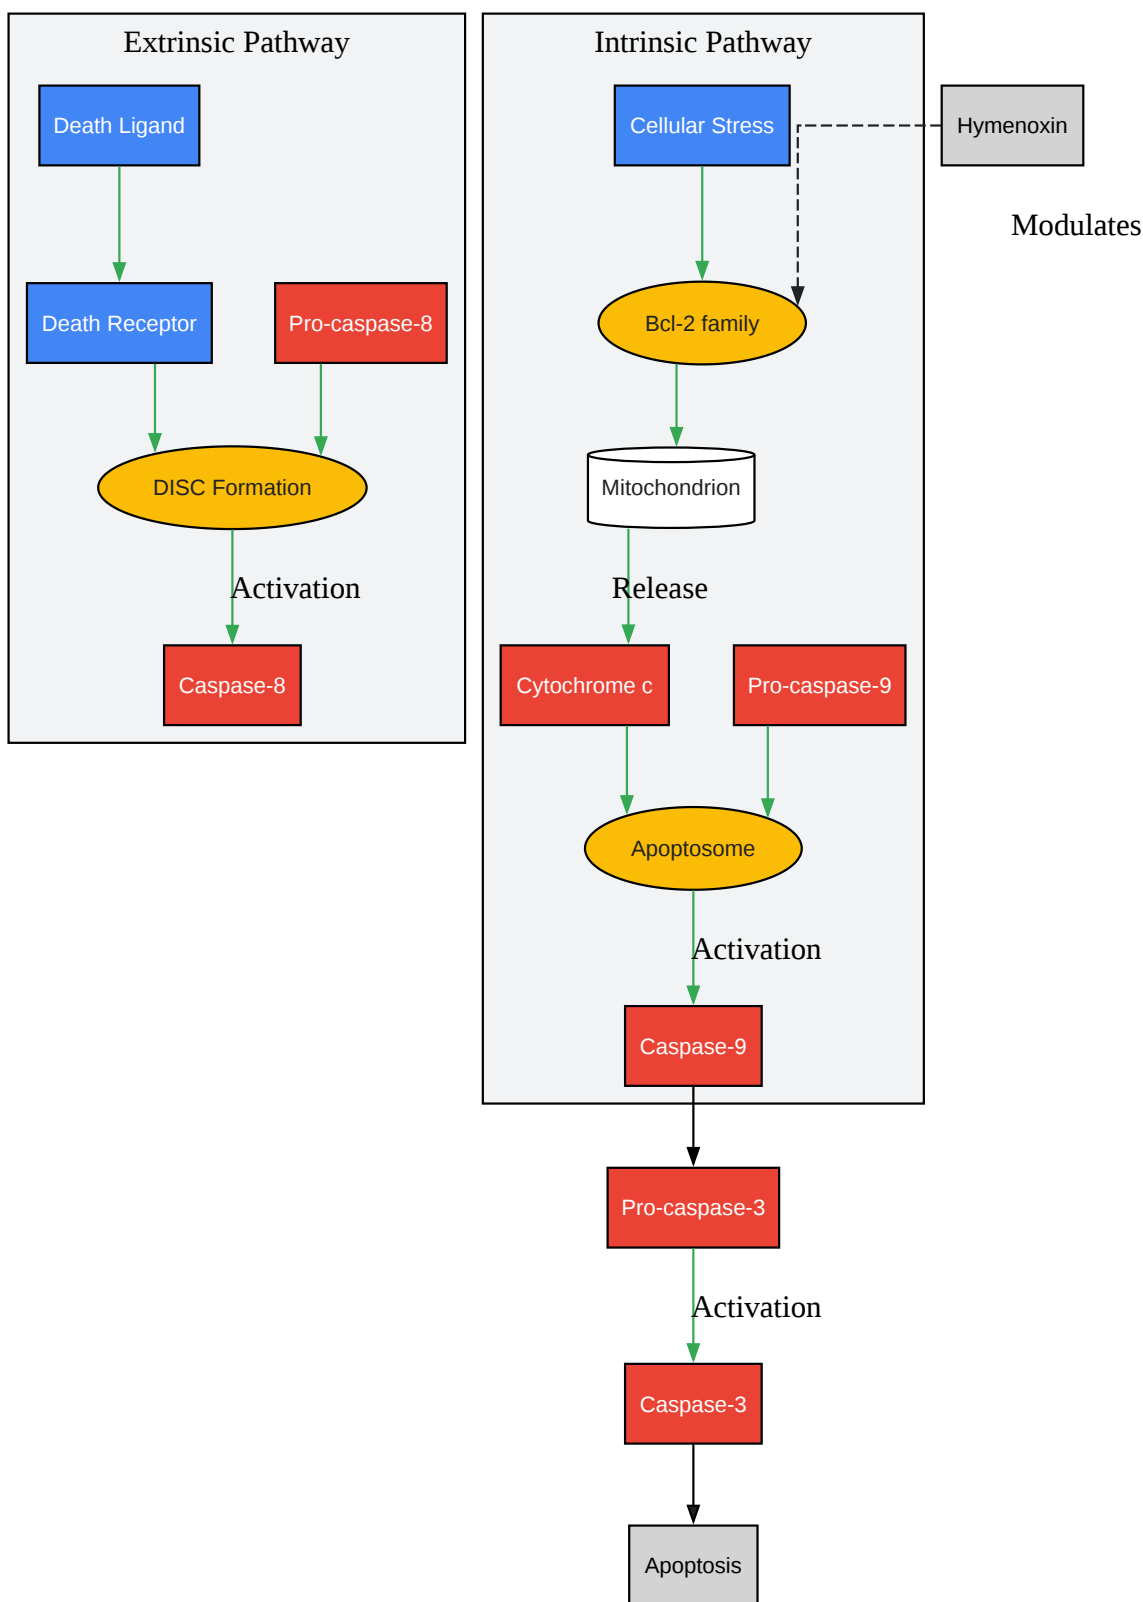 Extrinsic Pathway
Death Ligand
Death Receptor
Pro-caspase-8
DISC Formation
Activation
Caspase-8
Intrinsic Pathway
Cellular Stress
Hymenoxin
Modulates
Bcl-2 family
Mitochondrion
Release
Cytochrome c
Pro-caspase-9
Apoptosome
Activation
Caspase-9
Pro-caspase-3
Activation
Caspase-3
Apoptosis